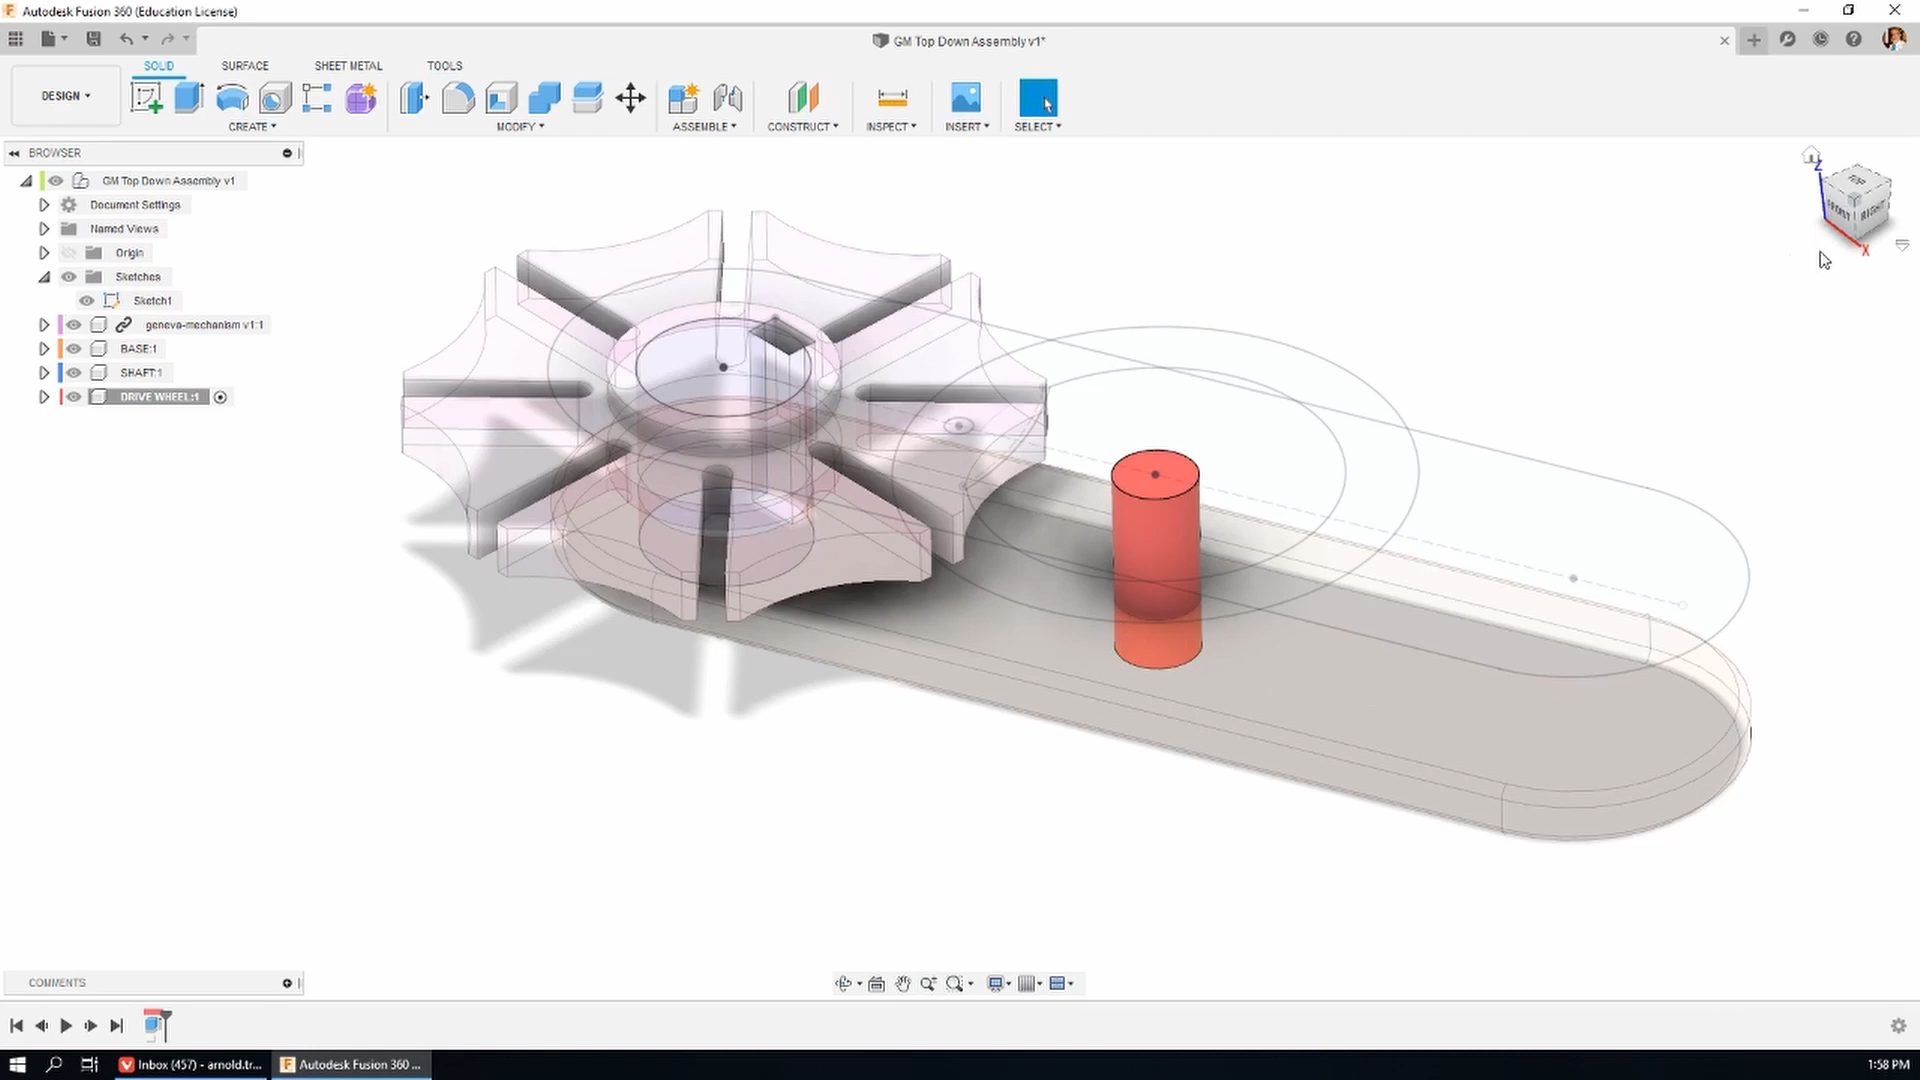 Autodesk Fusion 360 (Education License)
GM Top Down Assembly v1*
SOLID
SURFACE
SHEET METAL
TOOLS
DESIGN
CREATE
MODIFY
ASSEMBLE
CONSTRUCT
INSPECT
INSERT
SELECT
BROWSER
GM Top Down Assembly v1
Document Settings
Named Views
Origin
Sketches
Sketch1
geneva-mechanism v1:1
BASE:1
SHAFT:1
DRIVE WHEEL:1
Z
TOP
FRONT
RIGHT
X
COMMENTS
Inbox (457) - arnold.tr...
Autodesk Fusion 360 ...
1:58 PM